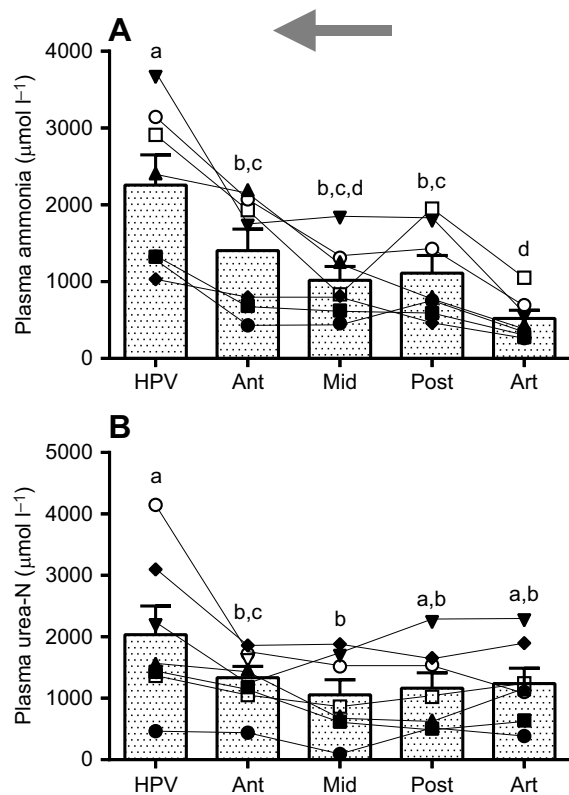 A
Plasma ammonia (μmol l⁻¹)
4000
3000
2000
1000
0
a
b,c
b,c,d
b,c
d
HPV Ant Mid Post Art
B
Plasma urea-N (μmol l⁻¹)
5000
4000
3000
2000
1000
0
a
b,c
b
a,b
a,b
HPV Ant Mid Post Art